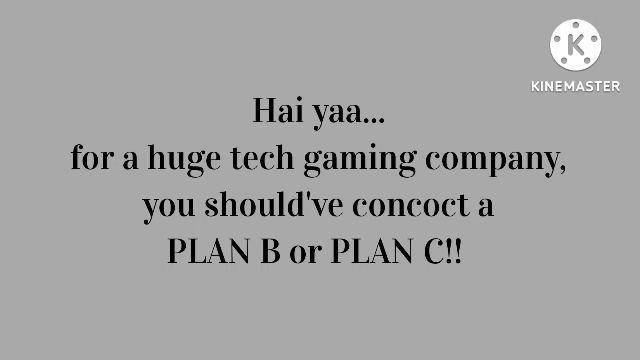 K
KINEMASTER
Hai yaa...
for a huge tech gaming company,
you should've concoct a
PLAN B or PLAN C!!